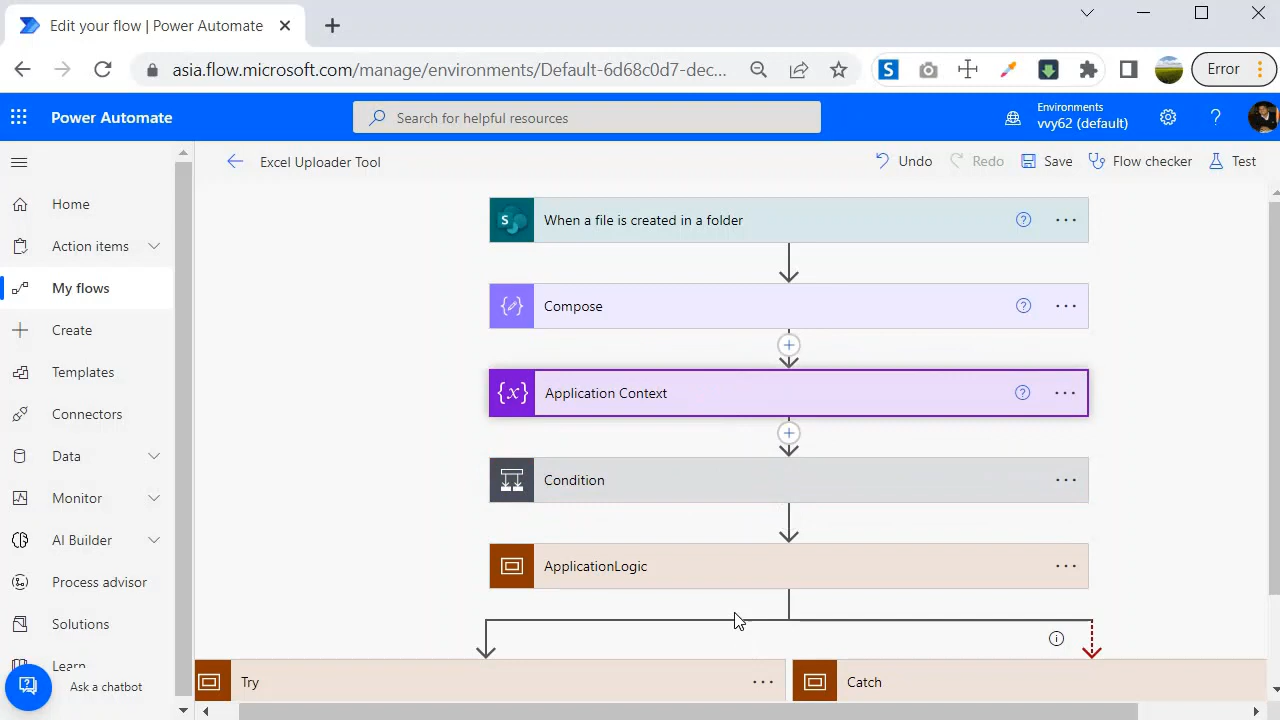 Edit your flow | Power Automate
asia.flow.microsoft.com/manage/environments/Default-6d68c0d7-dec...
S
Error
Power Automate
Search for helpful resources
Environments
vvy62 (default)
?
Excel Uploader Tool
Undo
Redo
Save
Flow checker
Test
Home
Action items
My flows
Create
Templates
Connectors
Data
Monitor
AI Builder
Process advisor
Solutions
Learn
Ask a chatbot
S
When a file is created in a folder
?
Compose
?
{x}
Application Context
?
Condition
ApplicationLogic
Try
Catch